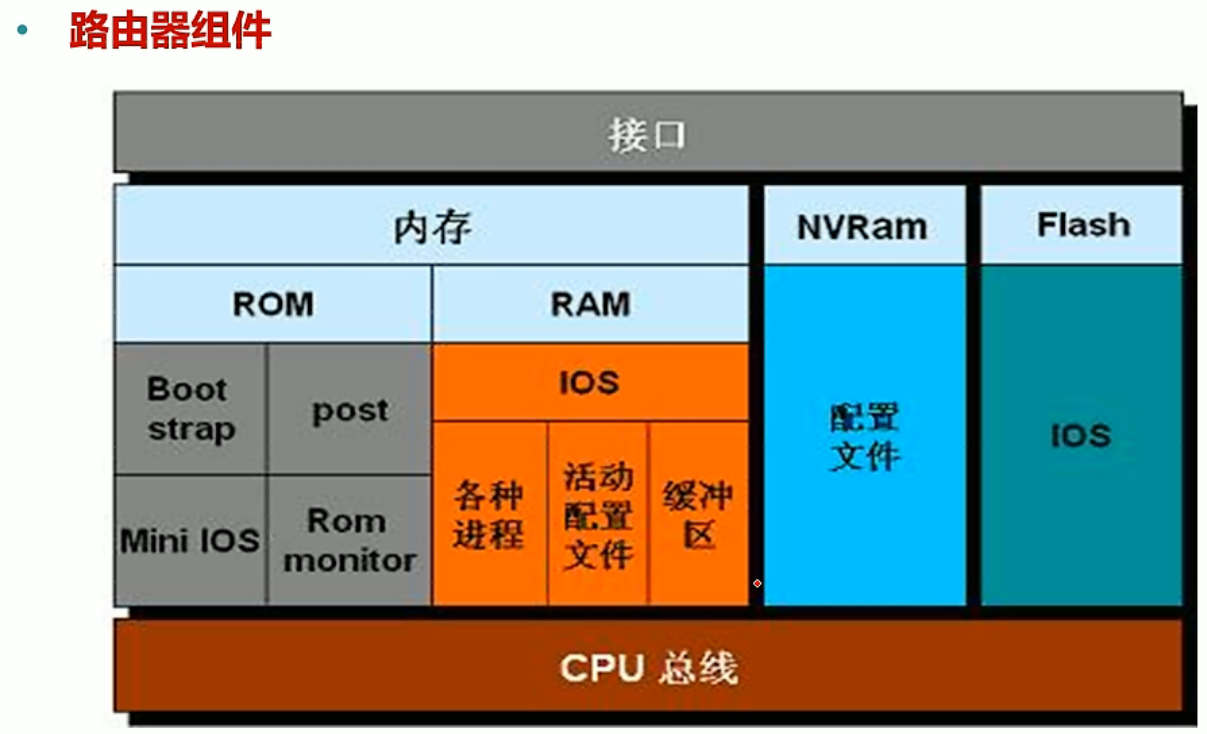 路由器组件
接口
内存
NVRam
Flash
ROM
RAM
Boot
strap
post
IOS
配置
文件
IOS
各种
进程
活动
配置
文件
缓冲
区
Mini IOS
Rom
monitor
CPU 总线